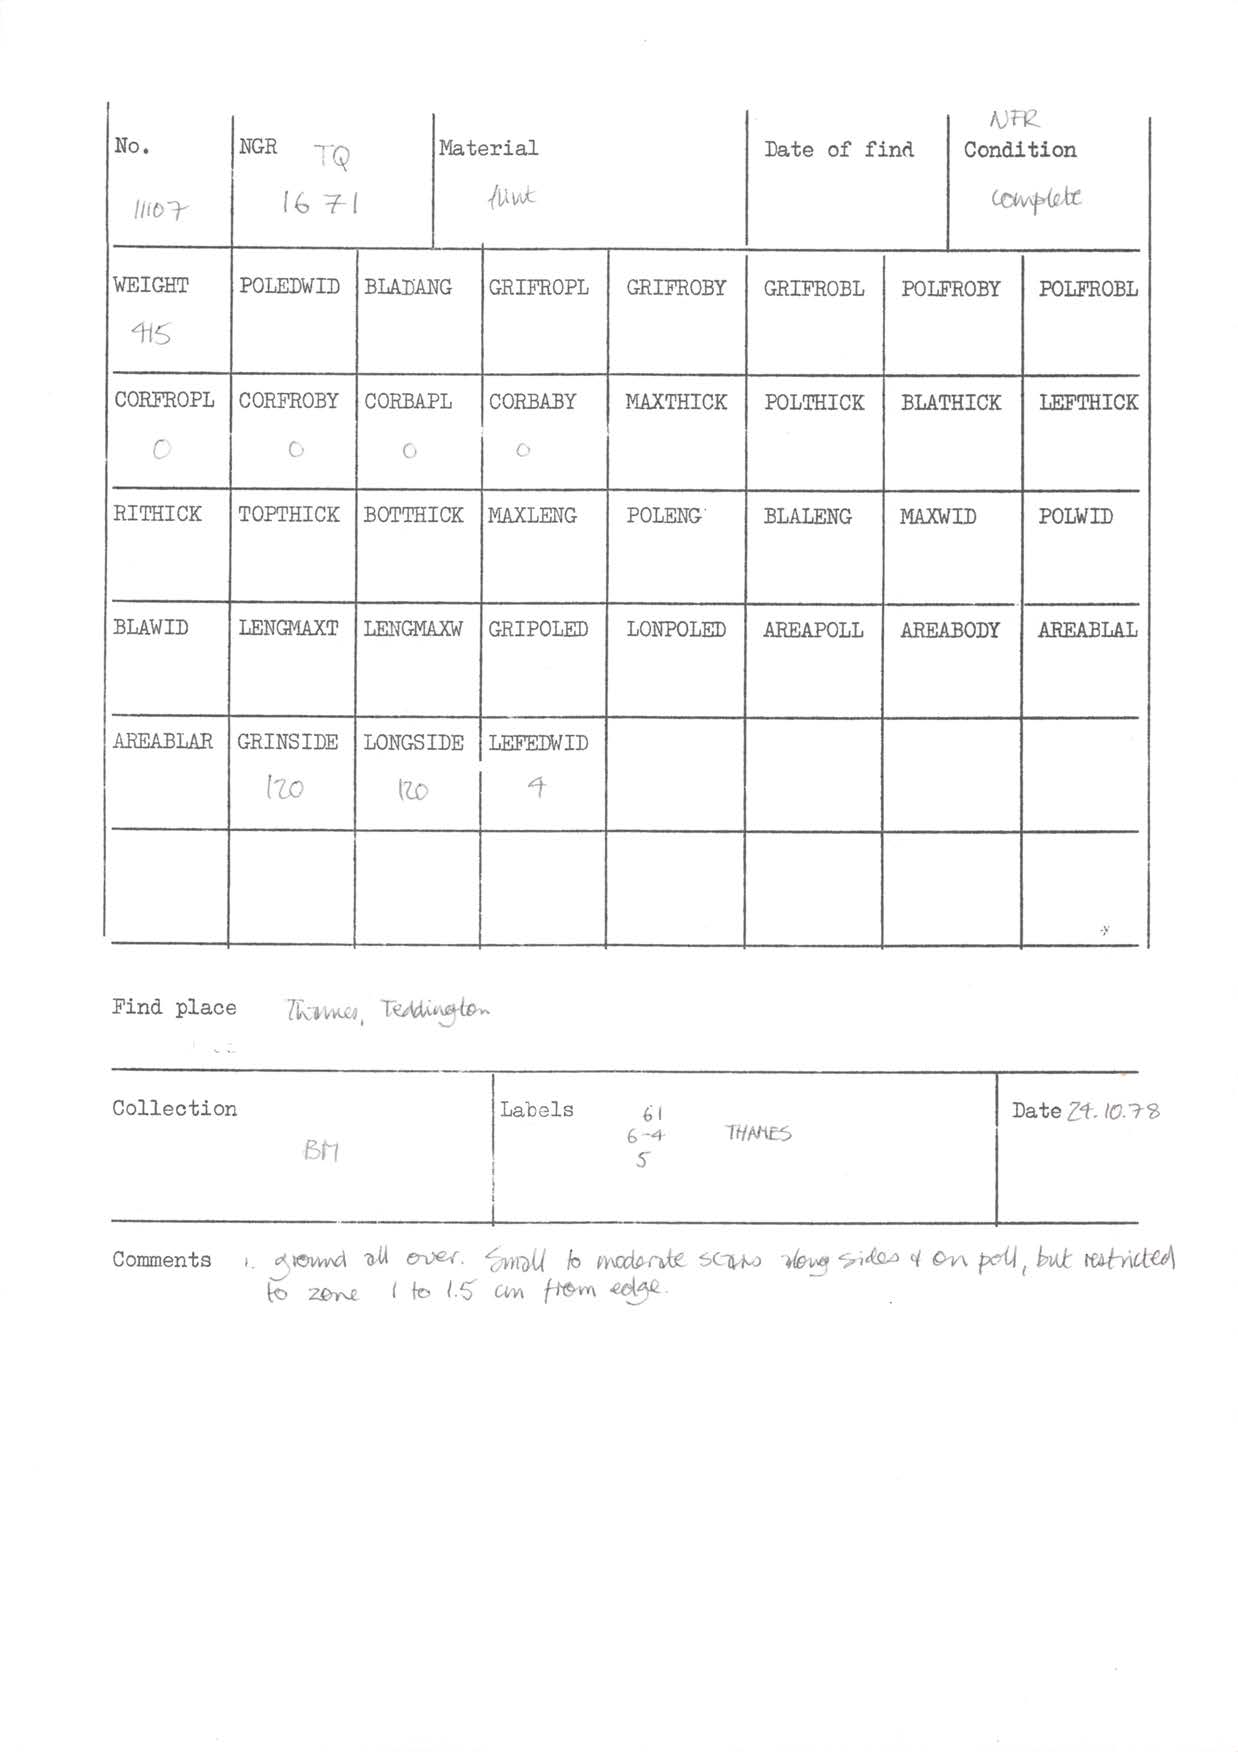 NFR
No. NGR TQ Material Date of find Condition
11107 16 71 flint complete
WEIGHT POLEDWID BLADANG GRIFROPL GRIFROBY GRIFROBL POLFROBY POLFROBL
415
CORFROPL CORFROBY CORBAPL CORBABY MAXTHICK POLTHICK BLATHICK LEFTHICK
0 0 0 0
RITHICK TOPTHICK BOTTHICK MAXLENG POLENG BLALENG MAXWID POLWID
BLAWID LENGMAXT LENGMAXW GRIPOLED LONPOLED AREAPOLL AREABODY AREABLAL
AREABLAR GRINSIDE LONGSIDE LEFEDWID
120 120 4
Find place Thames, Teddington
Collection Labels 61 Date 24.10.78
6-4 THAMES
BM 5
Comments 1. ground all over. Small to moderate scars along sides & on poll, but restricted
to zone 1 to 1.5 cm from edge.